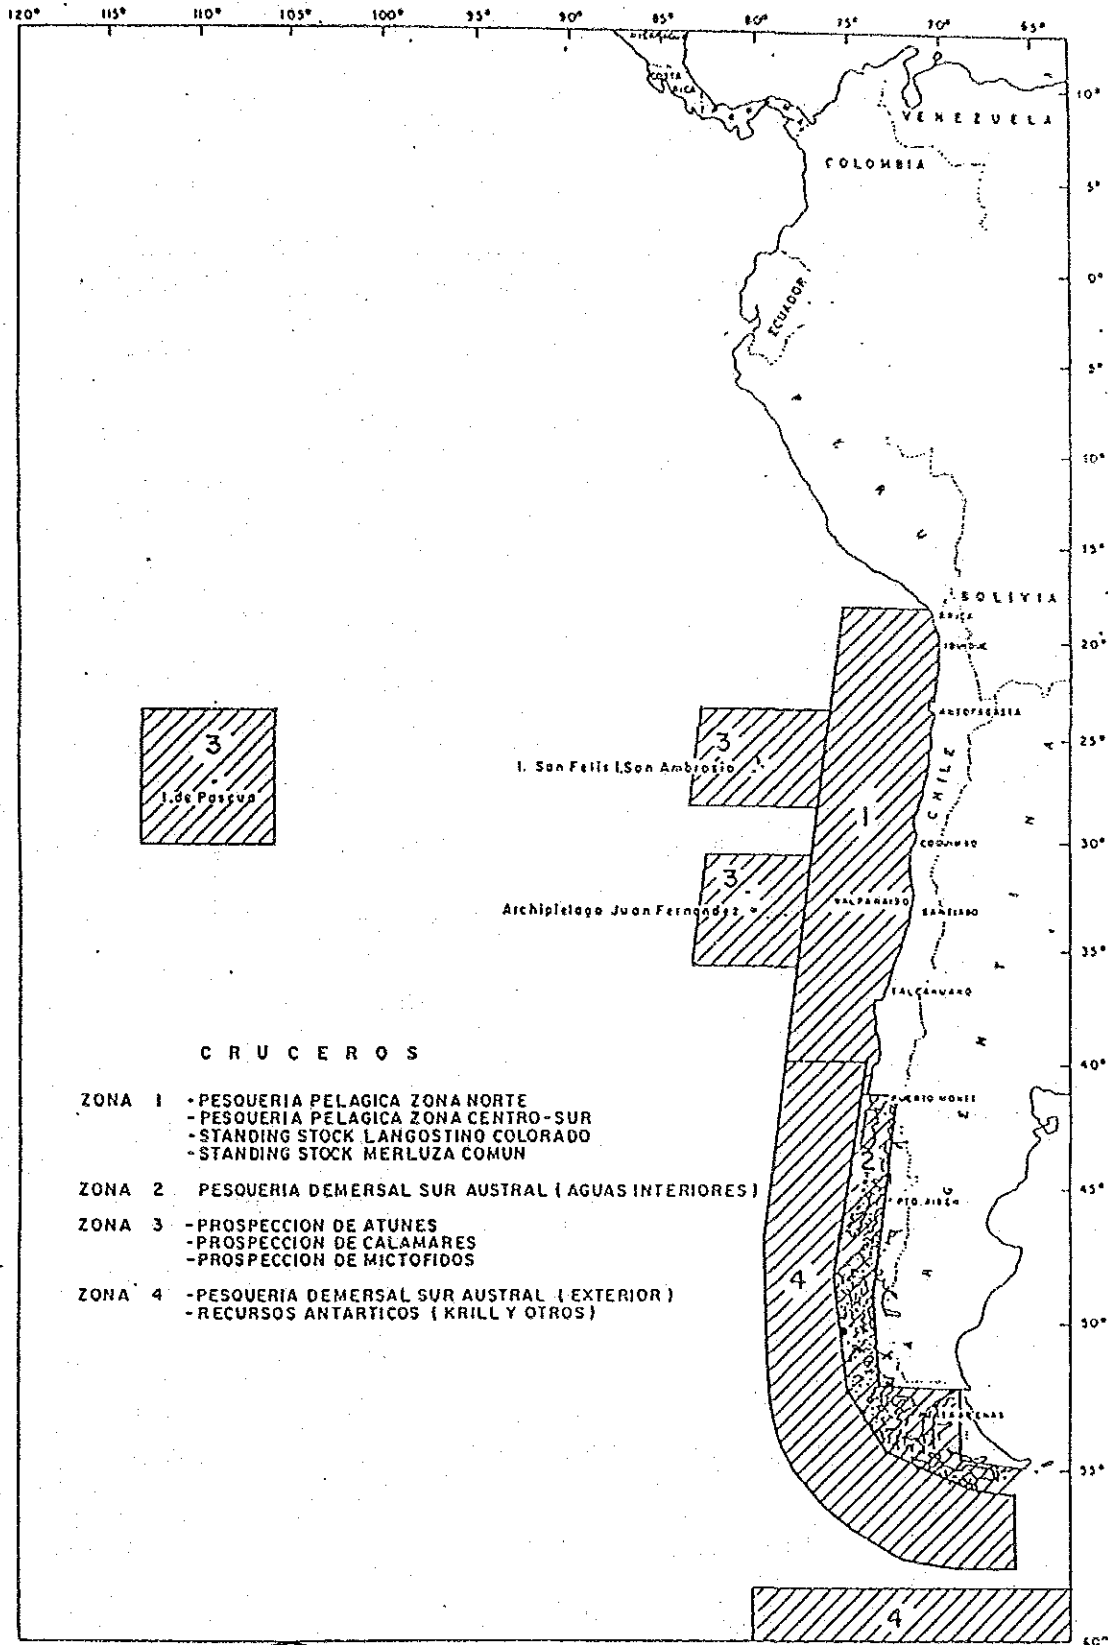 120° 115° 110° 105° 100° 95° 90° 85° 80° 75° 70° 65°
COSTA
RICA
10°
VENEZUELA
COLOMBIA
5°
0°
ECUADOR
5°
10°
15°
BOLIVIA
ARICA
IQUIQUE
20°
ANTOFAGASTA
3
3
25°
I. San Felix I.San Ambrosio
I.de Pascua
CHILE
1
COQUIMBO
30°
3
Archipielago Juan Fernandez
VALPARAISO
SANTIAGO
35°
TALCAHUANO
ARGENTINA
CRUCEROS
40°
ZONA 1 -PESQUERIA PELAGICA ZONA NORTE
-PESQUERIA PELAGICA ZONA CENTRO-SUR
-STANDING STOCK LANGOSTINO COLORADO
-STANDING STOCK MERLUZA COMUN
PUERTO MONTT
2
ZONA 2 PESQUERIA DEMERSAL SUR AUSTRAL (AGUAS INTERIORES)
45°
PTO. AISEN
ZONA 3 -PROSPECCION DE ATUNES
-PROSPECCION DE CALAMARES
-PROSPECCION DE MICTOFIDOS
4
ZONA 4 -PESQUERIA DEMERSAL SUR AUSTRAL (EXTERIOR)
-RECURSOS ANTARTICOS (KRILL Y OTROS)
50°
55°
4
60°